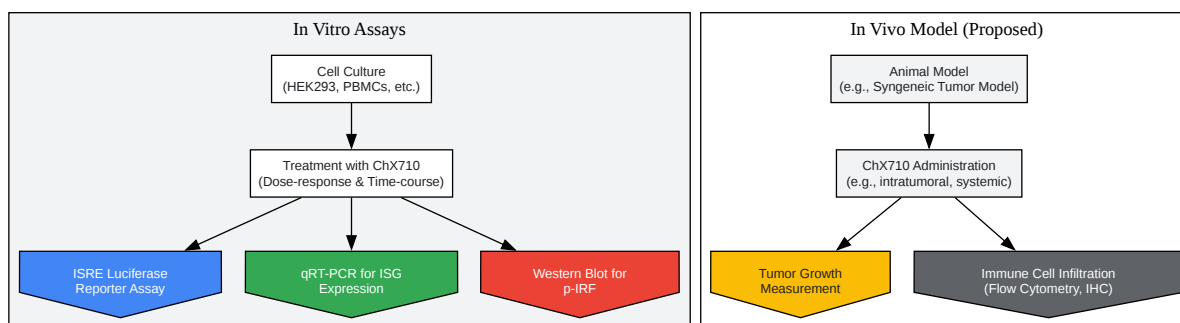 In Vitro Assays
Cell Culture
(HEK293, PBMCs, etc.)
Treatment with ChX710
(Dose-response & Time-course)
ISRE Luciferase
Reporter Assay
qRT-PCR for ISG
Expression
Western Blot for
p-IRF
In Vivo Model (Proposed)
Animal Model
(e.g., Syngeneic Tumor Model)
ChX710 Administration
(e.g., intratumoral, systemic)
Tumor Growth
Measurement
Immune Cell Infiltration
(Flow Cytometry, IHC)